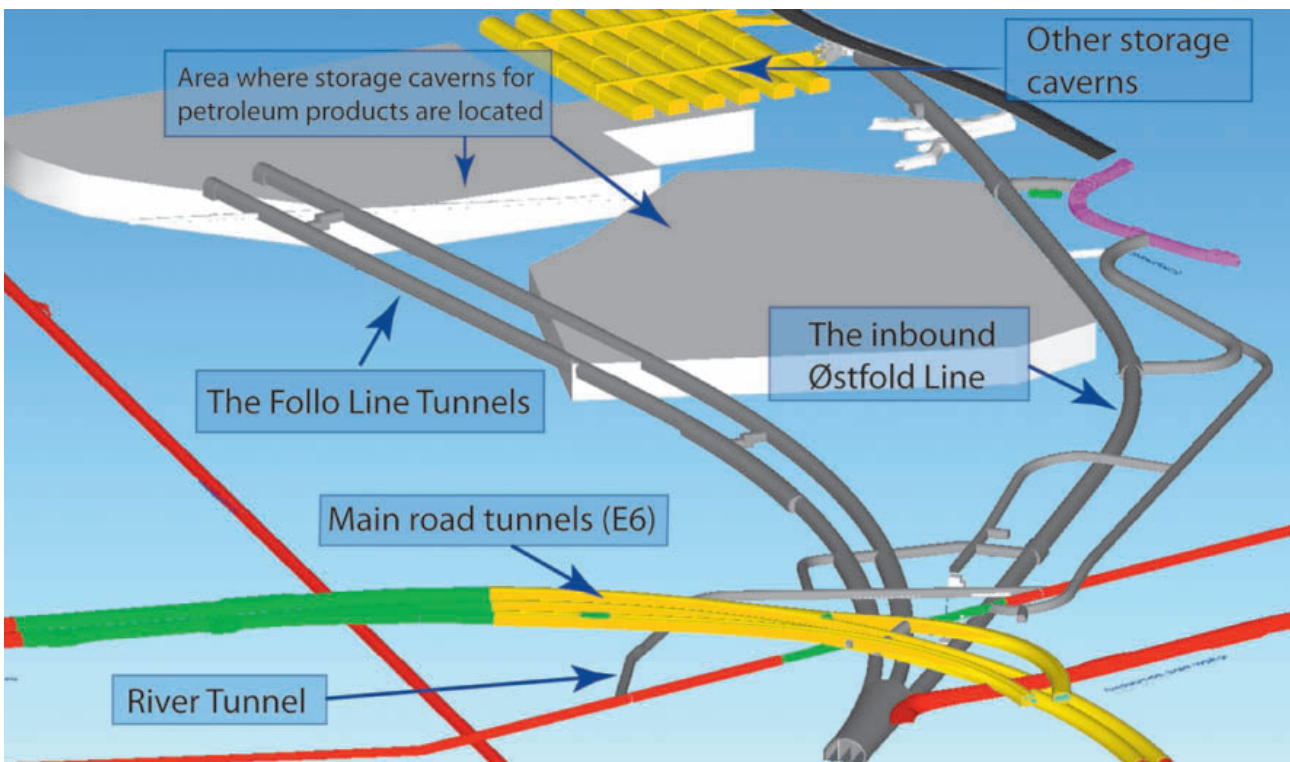 Other storage
caverns
Area where storage caverns for
petroleum products are located
The inbound
Østfold Line
The Follo Line Tunnels
Main road tunnels (E6)
River Tunnel